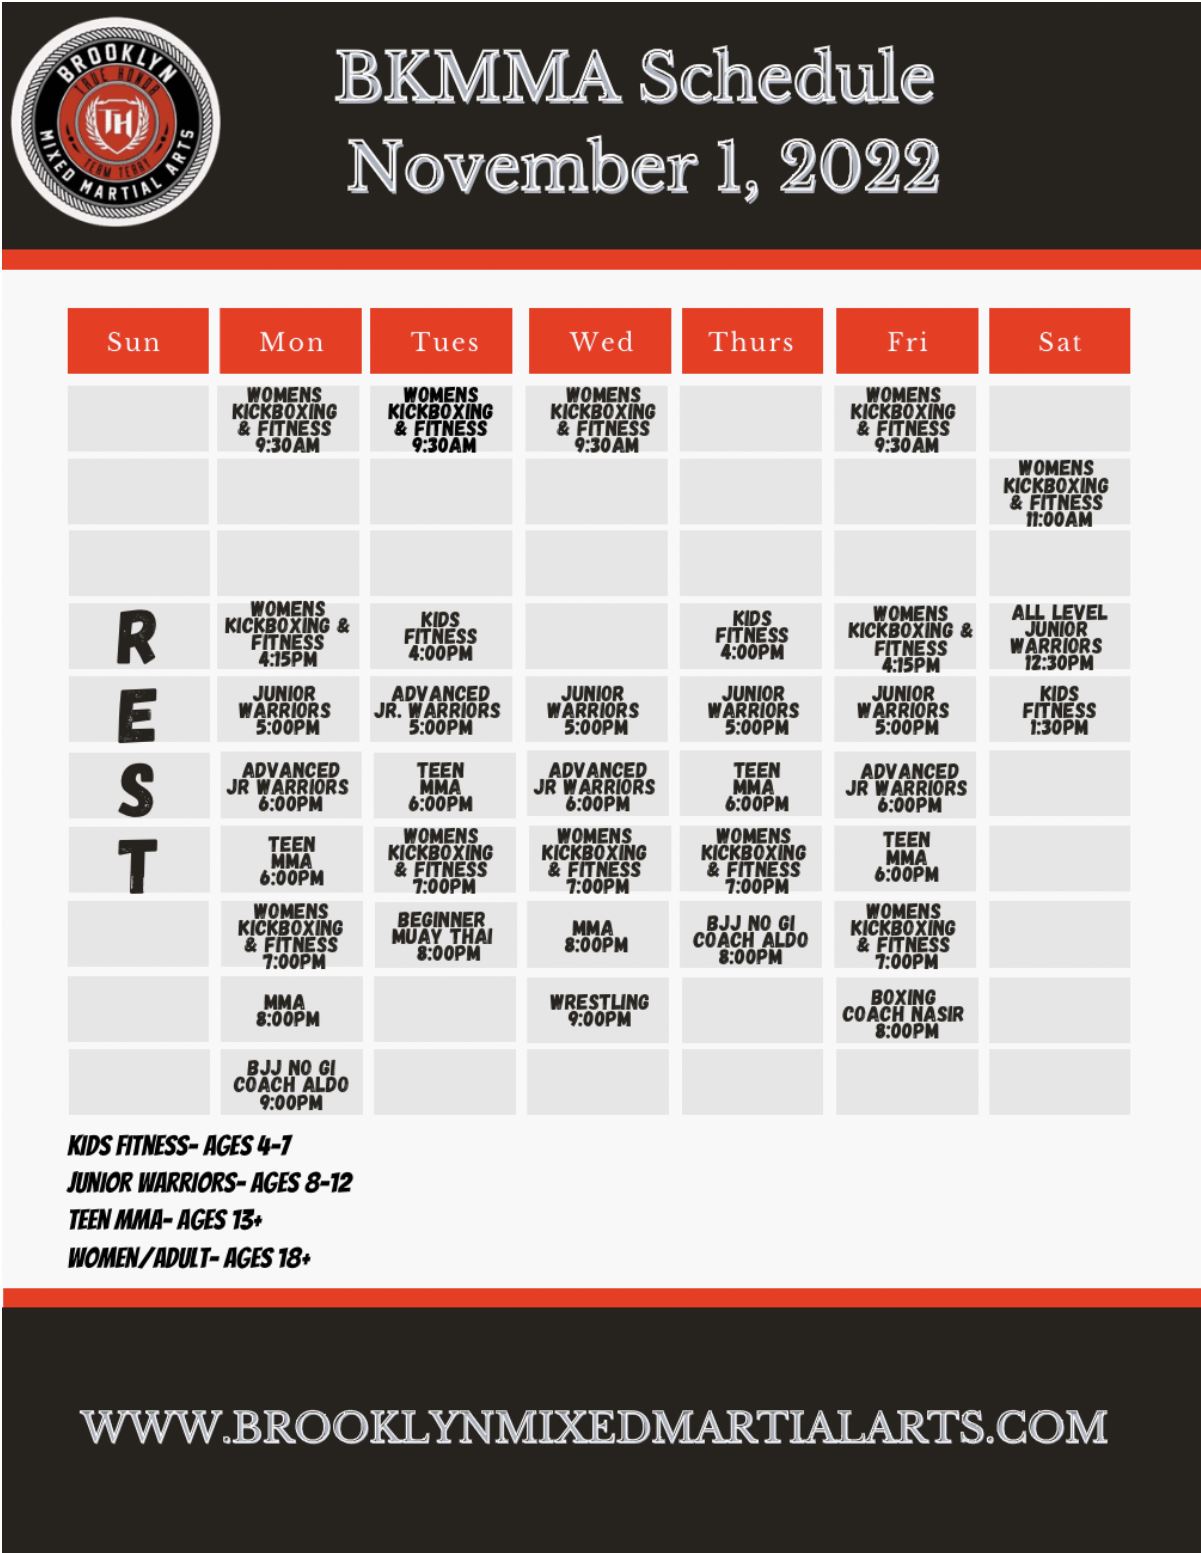 BROOKLYN
TRUE HONOR
TH
TEAM TERRY
MIXED MARTIAL ARTS
BKMMA Schedule
November 1, 2022
Sun Mon Tues Wed Thurs Fri Sat
WOMENS
KICKBOXING
& FITNESS
9:30AM
WOMENS
KICKBOXING
& FITNESS
9:30AM
WOMENS
KICKBOXING
& FITNESS
9:30AM
WOMENS
KICKBOXING
& FITNESS
9:30AM
WOMENS
KICKBOXING
& FITNESS
11:00AM
R
WOMENS
KICKBOXING &
FITNESS
4:15PM
KIDS
FITNESS
4:00PM
KIDS
FITNESS
4:00PM
WOMENS
KICKBOXING &
FITNESS
4:15PM
ALL LEVEL
JUNIOR
WARRIORS
12:30PM
E
JUNIOR
WARRIORS
5:00PM
ADVANCED
JR. WARRIORS
5:00PM
JUNIOR
WARRIORS
5:00PM
JUNIOR
WARRIORS
5:00PM
JUNIOR
WARRIORS
5:00PM
KIDS
FITNESS
1:30PM
S
ADVANCED
JR WARRIORS
6:00PM
TEEN
MMA
6:00PM
ADVANCED
JR WARRIORS
6:00PM
TEEN
MMA
6:00PM
ADVANCED
JR WARRIORS
6:00PM
T
TEEN
MMA
6:00PM
WOMENS
KICKBOXING
& FITNESS
7:00PM
WOMENS
KICKBOXING
& FITNESS
7:00PM
WOMENS
KICKBOXING
& FITNESS
7:00PM
TEEN
MMA
6:00PM
WOMENS
KICKBOXING
& FITNESS
7:00PM
BEGINNER
MUAY THAI
8:00PM
MMA
8:00PM
BJJ NO GI
COACH ALDO
8:00PM
WOMENS
KICKBOXING
& FITNESS
7:00PM
MMA
8:00PM
WRESTLING
9:00PM
BOXING
COACH NASIR
8:00PM
BJJ NO GI
COACH ALDO
9:00PM
KIDS FITNESS- AGES 4-7
JUNIOR WARRIORS- AGES 8-12
TEEN MMA- AGES 13+
WOMEN/ADULT- AGES 18+
WWW.BROOKLYNMIXEDMARTIALARTS.COM